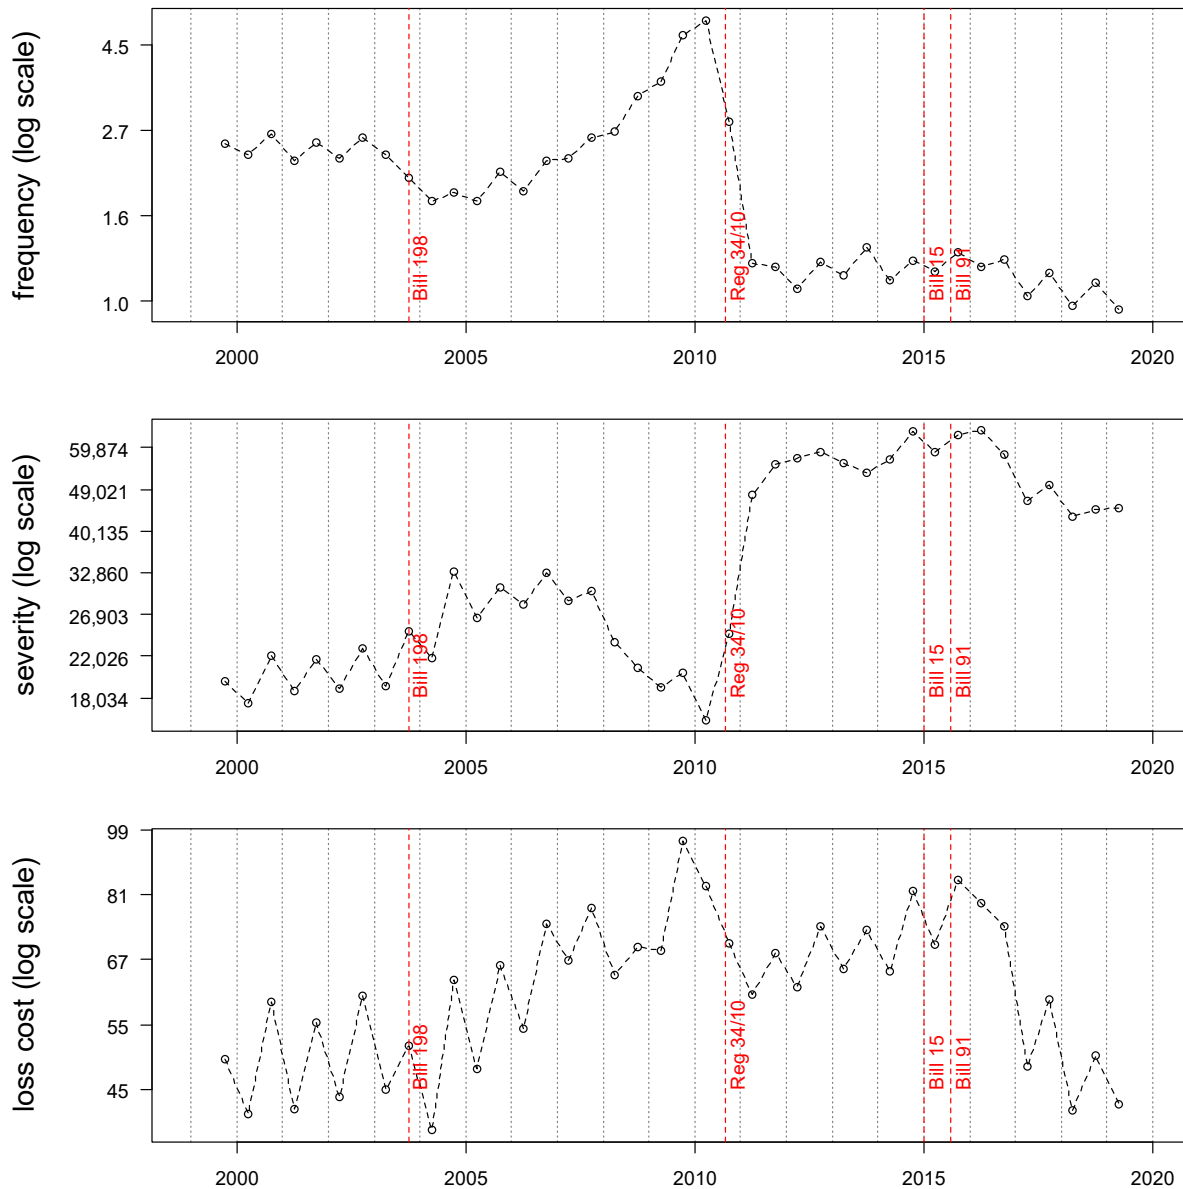 frequency (log scale)
4.5
2.7
1.6
1.0
Bill 198
Reg 34/10
Bill 15
Bill 91
2000
2005
2010
2015
2020
severity (log scale)
59,874
49,021
40,135
32,860
26,903
22,026
18,034
Bill 198
Reg 34/10
Bill 15
Bill 91
2000
2005
2010
2015
2020
loss cost (log scale)
99
81
67
55
45
Bill 198
Reg 34/10
Bill 15
Bill 91
2000
2005
2010
2015
2020